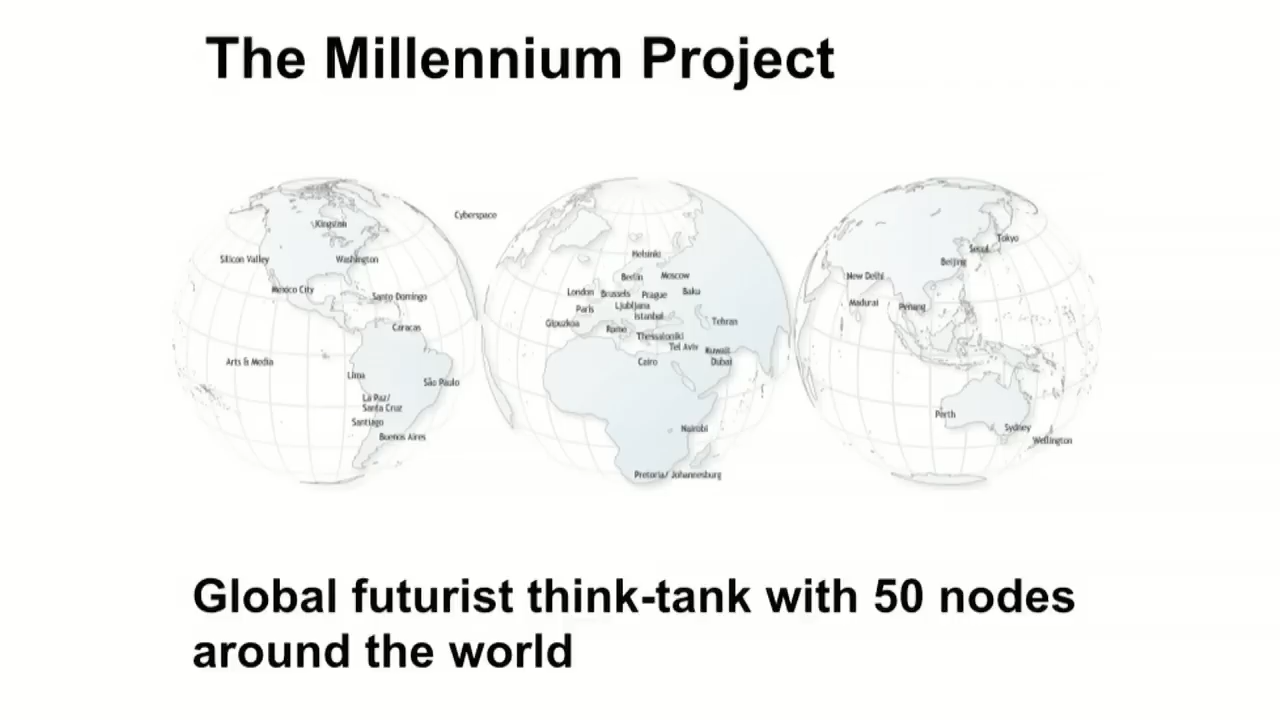 The Millennium Project
Cyberspace
Kingston
Silicon Valley
Washington
Mexico City
Santo Domingo
Caracas
Arts & Media
Lima
São Paulo
La Paz/
Santa Cruz
Santiago
Buenos Aires
Helsinki
Berlin
Moscow
London
Brussels
Prague
Baku
Paris
Ljubljana
Istanbul
Gipuzkoa
Rome
Tehran
Thessaloniki
Tel Aviv
Kuwait
Cairo
Dubai
Nairobi
Pretoria/ Johannesburg
Tokyo
Seoul
Beijing
New Delhi
Madurai
Penang
Perth
Sydney
Wellington
Global futurist think-tank with 50 nodes
around the world